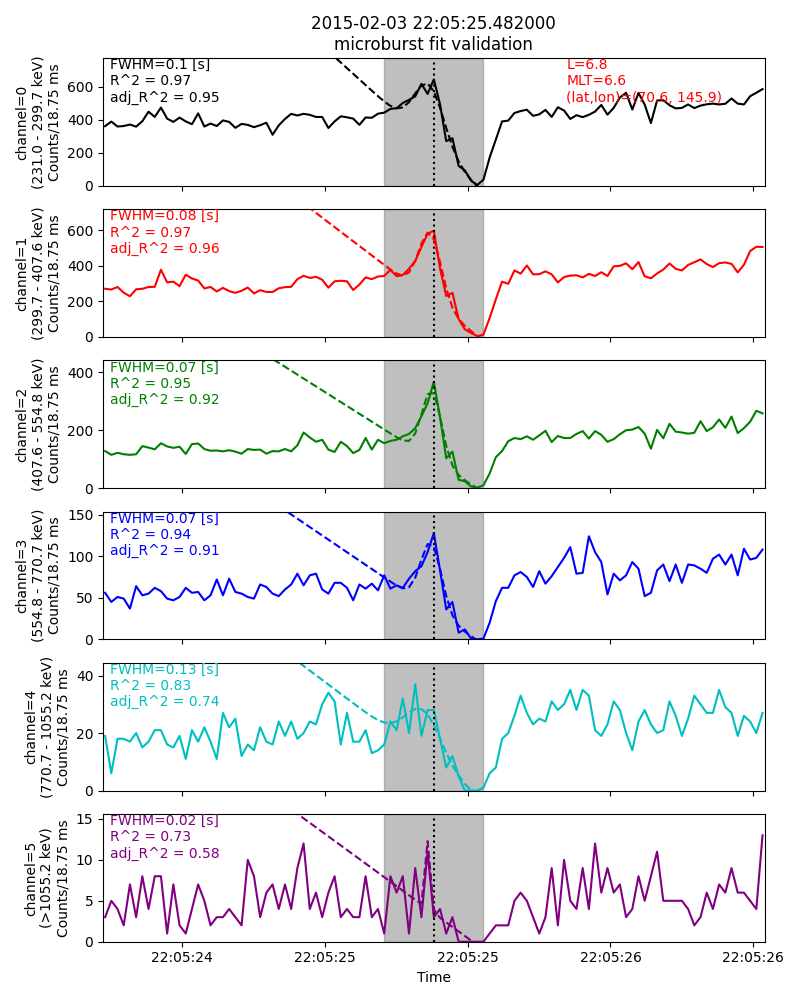 2015-02-03 22:05:25.482000
microburst fit validation
channel=0
(231.0 - 299.7 keV)
Counts/18.75 ms
600
400
200
0
FWHM=0.1 [s]
R^2 = 0.97
adj_R^2 = 0.95
L=6.8
MLT=6.6
(lat,lon)=(70.6, 145.9)
channel=1
(299.7 - 407.6 keV)
Counts/18.75 ms
600
400
200
0
FWHM=0.08 [s]
R^2 = 0.97
adj_R^2 = 0.96
channel=2
(407.6 - 554.8 keV)
Counts/18.75 ms
400
200
0
FWHM=0.07 [s]
R^2 = 0.95
adj_R^2 = 0.92
channel=3
(554.8 - 770.7 keV)
Counts/18.75 ms
150
100
50
0
FWHM=0.07 [s]
R^2 = 0.94
adj_R^2 = 0.91
channel=4
(770.7 - 1055.2 keV)
Counts/18.75 ms
40
20
0
FWHM=0.13 [s]
R^2 = 0.83
adj_R^2 = 0.74
channel=5
(>1055.2 keV)
Counts/18.75 ms
15
10
5
0
FWHM=0.02 [s]
R^2 = 0.73
adj_R^2 = 0.58
22:05:24 22:05:25 22:05:25 22:05:26 22:05:26
Time